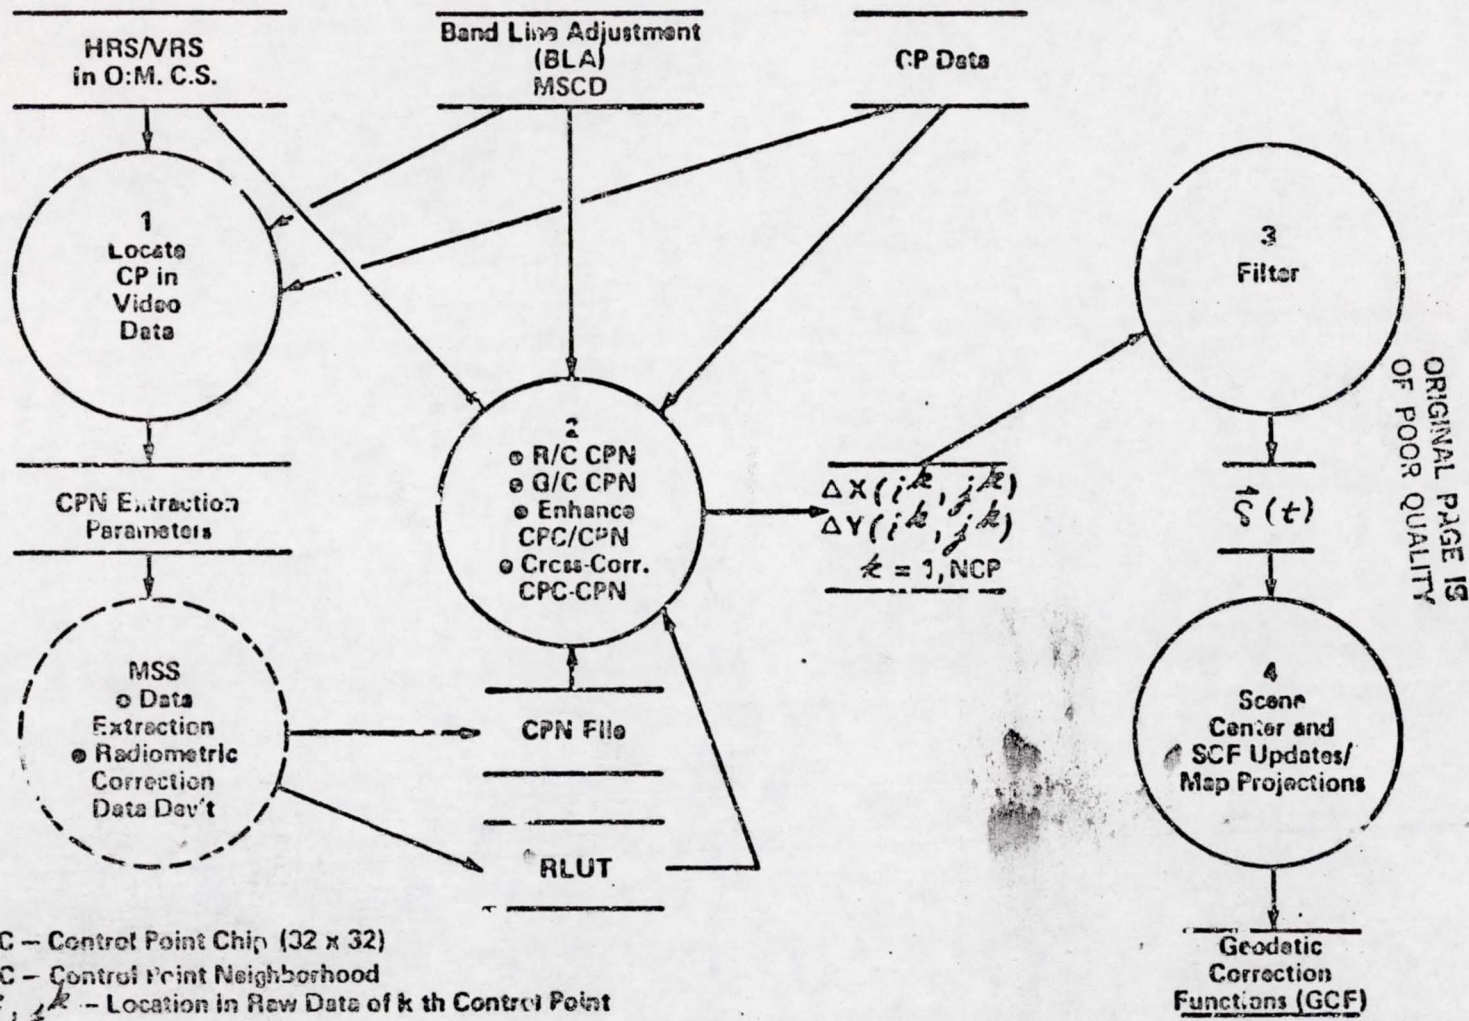 HRS/VRS
in O.M.C.S.
Band Line Adjustment
(BLA)
MSCD
CP Data
1
Locate
CP in
Video
Data
3
Filter
2
R/C CPN
G/C CPN
Enhance
CPC/CPN
Cross-Corr.
CPC-CPN
ΔX(i^k, j^k)
ΔY(i^k, j^k)
k = 1, NCP
ORIGINAL PAGE IS
OF POOR QUALITY
CPN Extraction
Parameters
(t)
MSS
Data
Extraction
Radiometric
Correction
Data Dev't
CPN File
RLUT
4
Scene
Center and
SCF Updates/
Map Projections
C – Control Point Chip (32 x 32)
C – Control Point Neighborhood
, j^k – Location in Raw Data of k th Control Point
Geodetic
Correction
Functions (GCF)